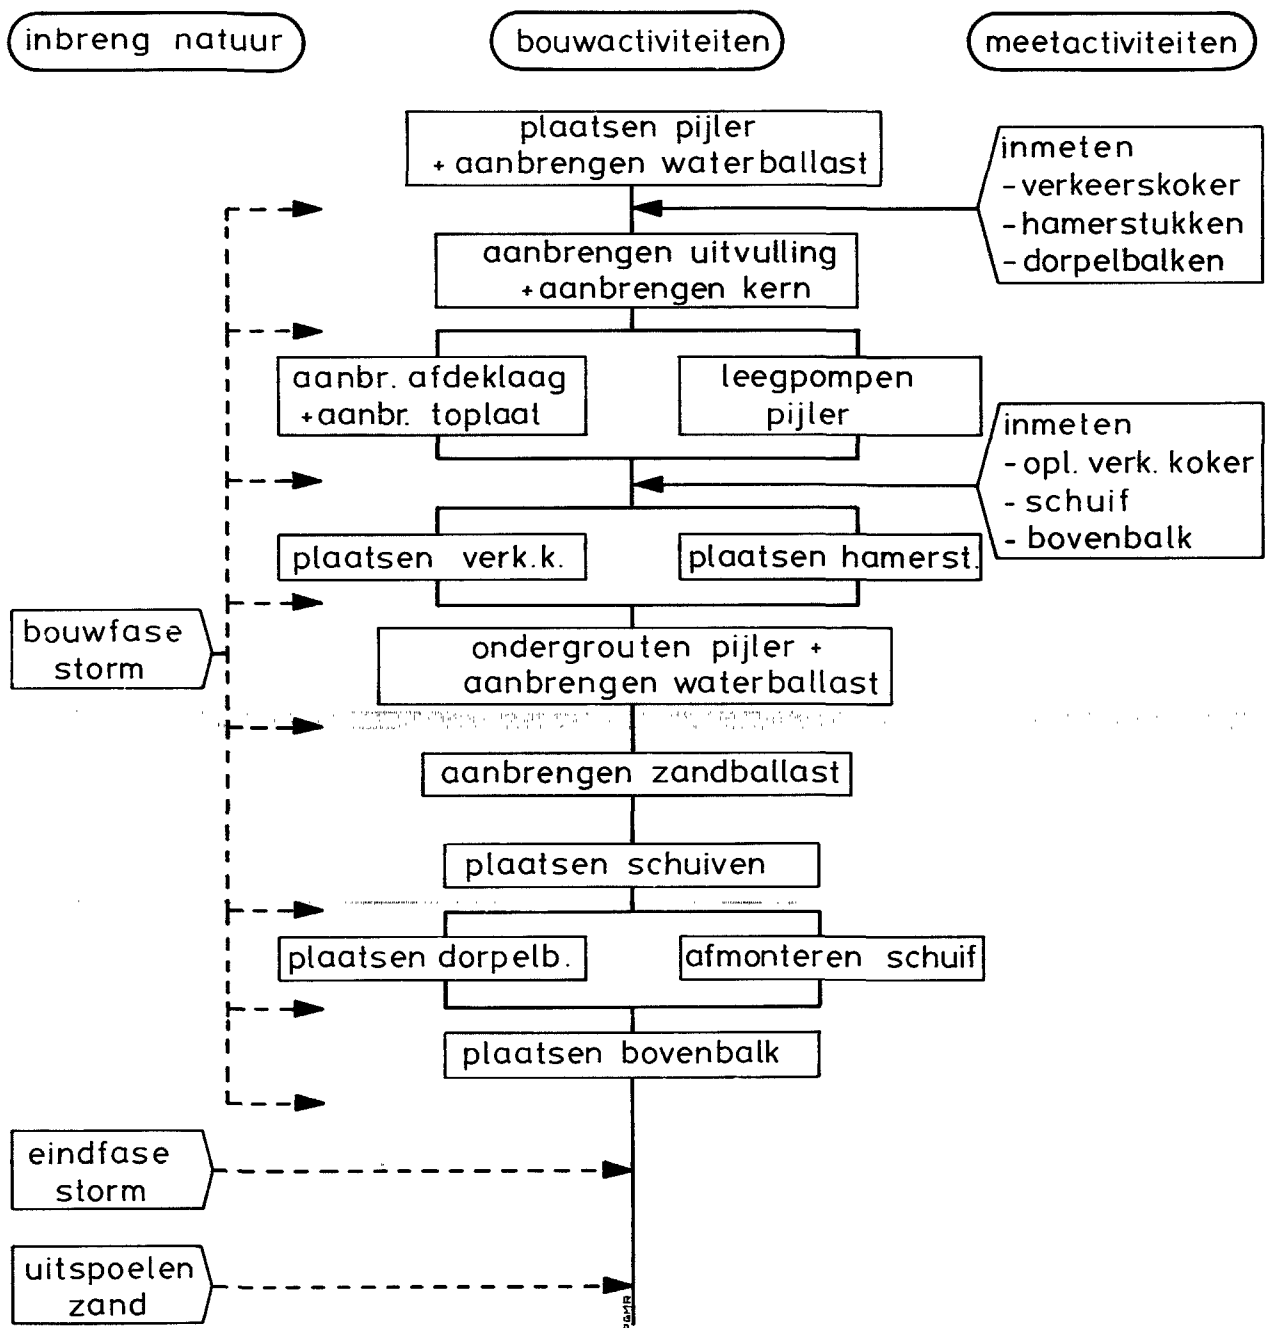 inbreng natuur
bouwactiviteiten
meetactiviteiten
plaatsen pijler
+ aanbrengen waterballast
inmeten
- verkeerskoker
- hamerstukken
- dorpelbalken
aanbrengen uitvulling
+ aanbrengen kern
aanbr. afdeklaag
+ aanbr. toplaat
leegpompen
pijler
inmeten
- opl. verk. koker
- schuif
- bovenbalk
plaatsen verk.k.
plaatsen hamerst.
bouwfase
storm
ondergrouten pijler +
aanbrengen waterballast
aanbrengen zandballast
plaatsen schuiven
plaatsen dorpelb.
afmonteren schuif
plaatsen bovenbalk
eindfase
storm
uitspoelen
zand